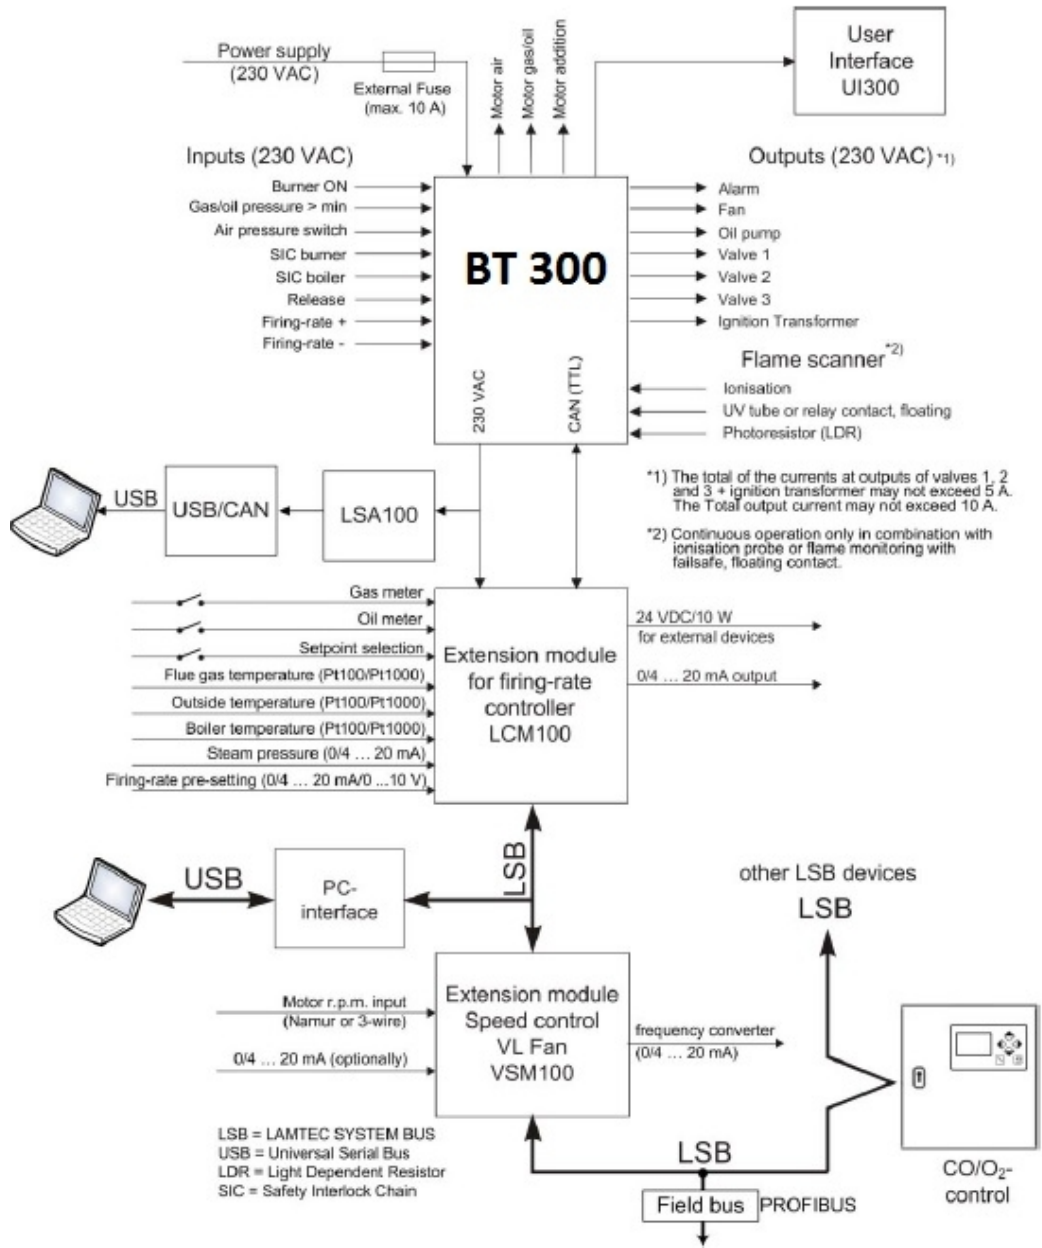 Power supply
(230 VAC)
External Fuse
(max. 10 A)
Motor air
Motor gas/oil
Motor addition
User
Interface
UI300
Inputs (230 VAC)
Outputs (230 VAC) *1)
Burner ON
Gas/oil pressure > min
Air pressure switch
SIC burner
SIC boiler
Release
Firing-rate +
Firing-rate -
BT 300
230 VAC
CAN (TTL)
Alarm
Fan
Oil pump
Valve 1
Valve 2
Valve 3
Ignition Transformer
Flame scanner*2)
Ionisation
UV tube or relay contact, floating
Photoresistor (LDR)
USB
USB/CAN
LSA100
*1) The total of the currents at outputs of valves 1, 2
and 3 + ignition transformer may not exceed 5 A.
The Total output current may not exceed 10 A.
*2) Continuous operation only in combination with
ionisation probe or flame monitoring with
failsafe, floating contact.
Gas meter
Oil meter
Setpoint selection
Flue gas temperature (Pt100/Pt1000)
Outside temperature (Pt100/Pt1000)
Boiler temperature (Pt100/Pt1000)
Steam pressure (0/4 ... 20 mA)
Firing-rate pre-setting (0/4 ... 20 mA/0 ...10 V)
Extension module
for firing-rate
controller
LCM100
24 VDC/10 W
for external devices
0/4 ... 20 mA output
LSB
USB
PC-
interface
other LSB devices
LSB
Motor r.p.m. input
(Namur or 3-wire)
0/4 ... 20 mA (optionally)
Extension module
Speed control
VL Fan
VSM100
frequency converter
(0/4 ... 20 mA)
LSB = LAMTEC SYSTEM BUS
USB = Universal Serial Bus
LDR = Light Dependent Resistor
SIC = Safety Interlock Chain
LSB
Field bus
PROFIBUS
CO/O₂-
control